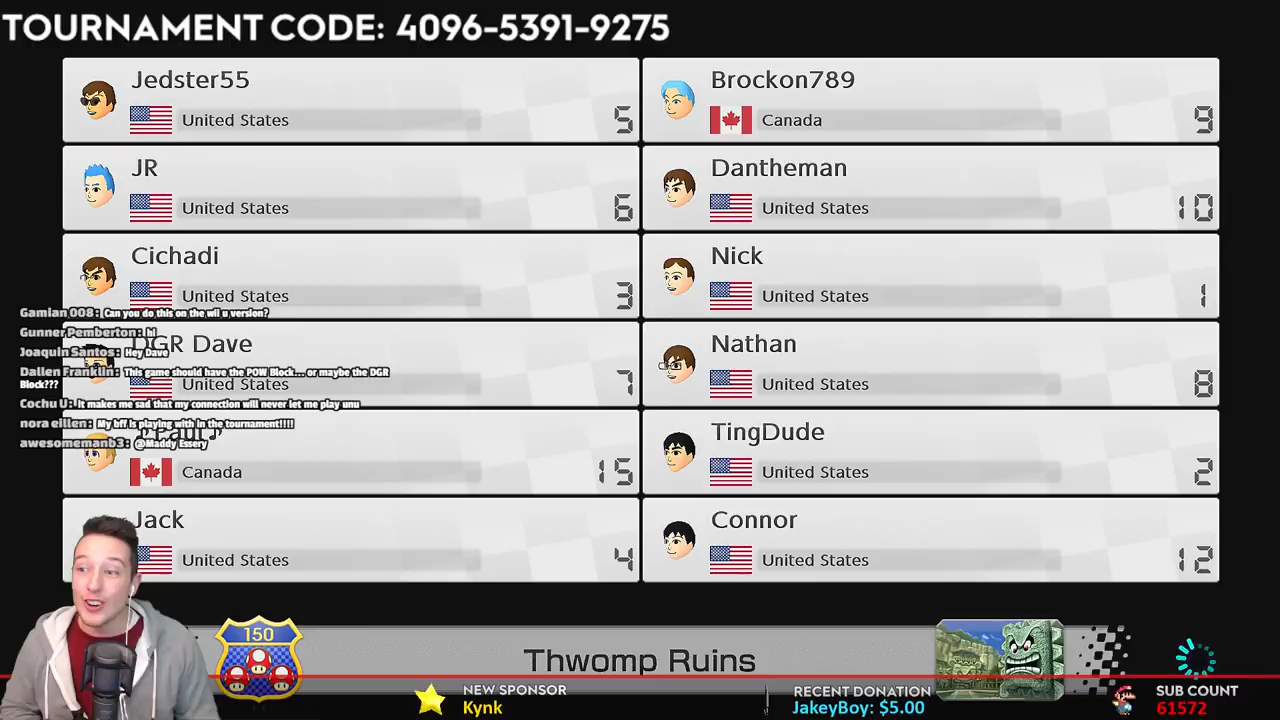 TOURNAMENT CODE: 4096-5391-9275
Jedster55
United States
5
Brockon789
Canada
9
JR
United States
6
Dantheman
United States
10
Cichadi
United States
3
Nick
United States
1
Gamian 008: Can you do this on the wii u version?
Gunner Pemberton: hi
Joaquin Santos: Hey Dave
Dallen Franklin: This game should have the POW Block... or maybe the DGR
Block???
Cochu U: It makes me sad that my connection will never let me play unu
nora eillen: My bff is playing with in the tournament!!!!
awesomeman63: @Maddy Essery
DGR Dave
United States
7
Nathan
United States
8
Paul♪
Canada
15
TingDude
United States
2
Jack
United States
4
Connor
United States
12
150
Thwomp Ruins
NEW SPONSOR
Kynk
RECENT DONATION
JakeyBoy: $5.00
SUB COUNT
61572